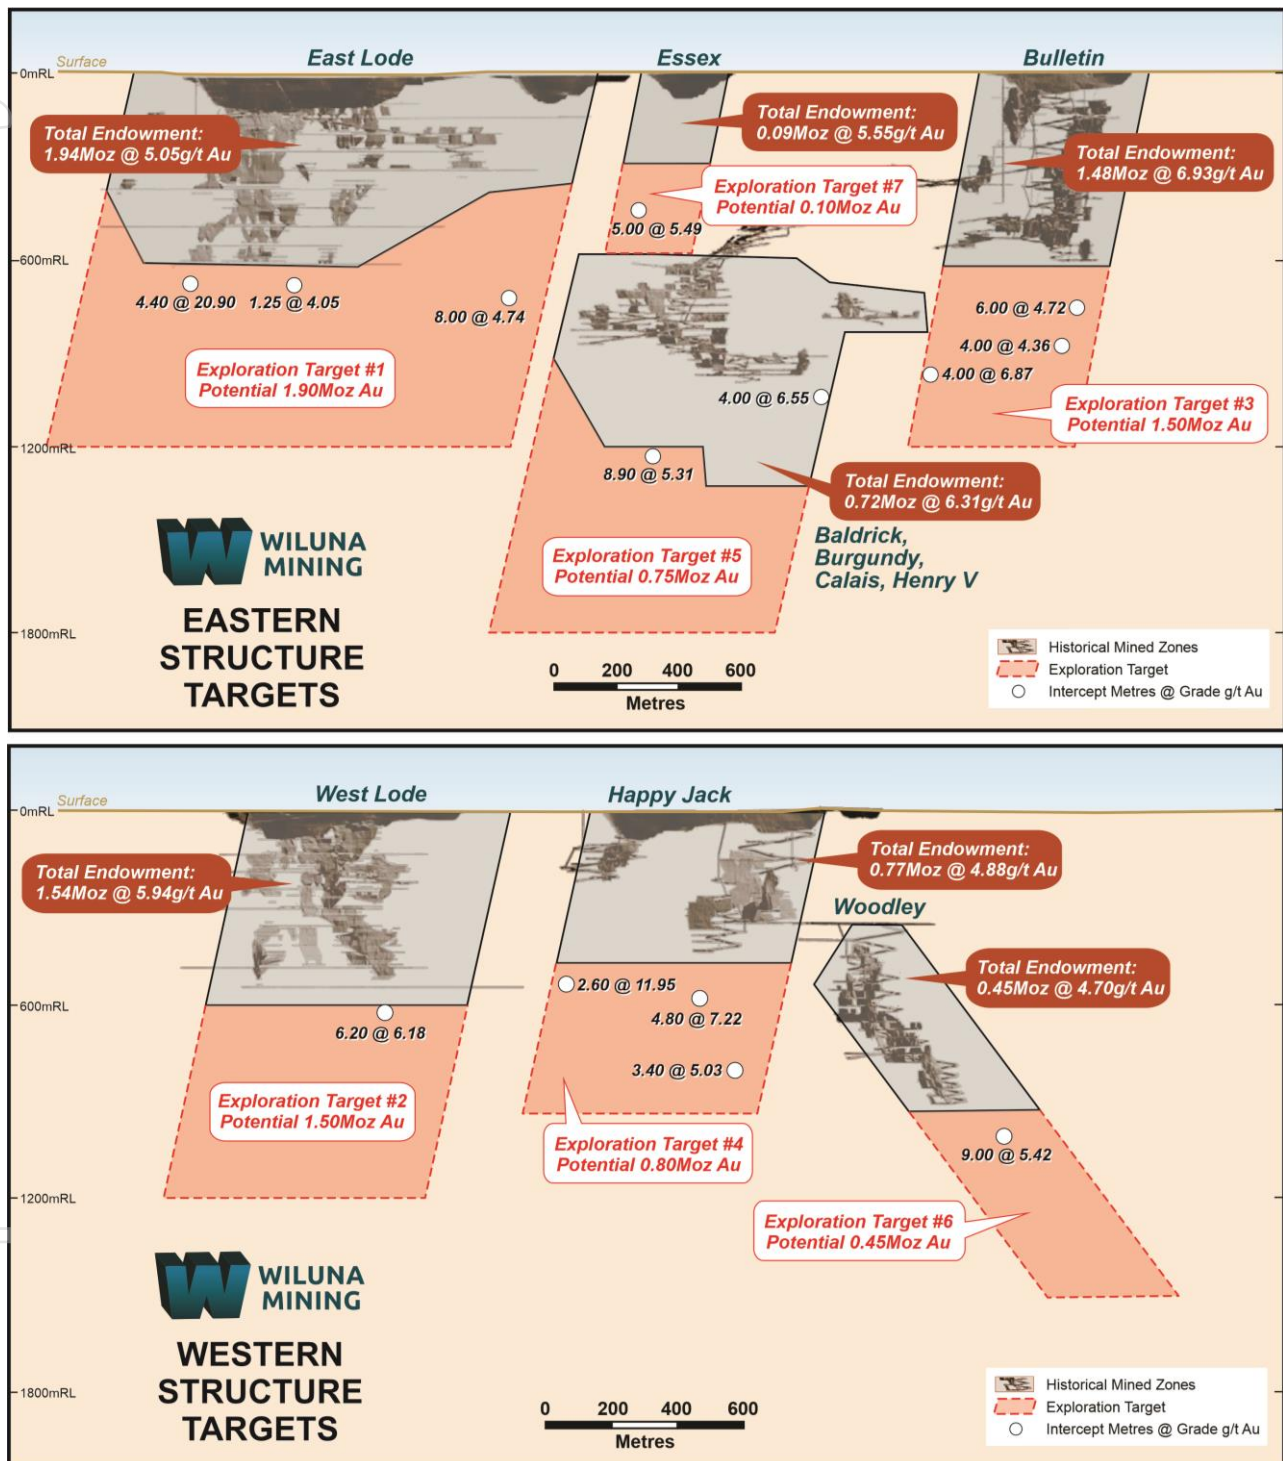 East Lode
Essex
Bulletin
Surface
0mRL
Total Endowment:
1.94Moz @ 5.05g/t Au
Total Endowment:
0.09Moz @ 5.55g/t Au
Total Endowment:
1.48Moz @ 6.93g/t Au
Exploration Target #7
Potential 0.10Moz Au
5.00 @ 5.49
600mRL
4.40 @ 20.90
1.25 @ 4.05
8.00 @ 4.74
6.00 @ 4.72
4.00 @ 4.36
4.00 @ 6.87
Exploration Target #1
Potential 1.90Moz Au
4.00 @ 6.55
Exploration Target #3
Potential 1.50Moz Au
1200mRL
8.90 @ 5.31
Total Endowment:
0.72Moz @ 6.31g/t Au
Baldrick,
Burgundy,
Calais, Henry V
Exploration Target #5
Potential 0.75Moz Au
WILUNA
MINING
EASTERN
STRUCTURE
TARGETS
1800mRL
0 200 400 600
Metres
Historical Mined Zones
Exploration Target
Intercept Metres @ Grade g/t Au
West Lode
Happy Jack
Surface
0mRL
Total Endowment:
1.54Moz @ 5.94g/t Au
Total Endowment:
0.77Moz @ 4.88g/t Au
Woodley
Total Endowment:
0.45Moz @ 4.70g/t Au
2.60 @ 11.95
600mRL
6.20 @ 6.18
4.80 @ 7.22
3.40 @ 5.03
Exploration Target #2
Potential 1.50Moz Au
Exploration Target #4
Potential 0.80Moz Au
9.00 @ 5.42
1200mRL
Exploration Target #6
Potential 0.45Moz Au
WILUNA
MINING
WESTERN
STRUCTURE
TARGETS
1800mRL
0 200 400 600
Metres
Historical Mined Zones
Exploration Target
Intercept Metres @ Grade g/t Au